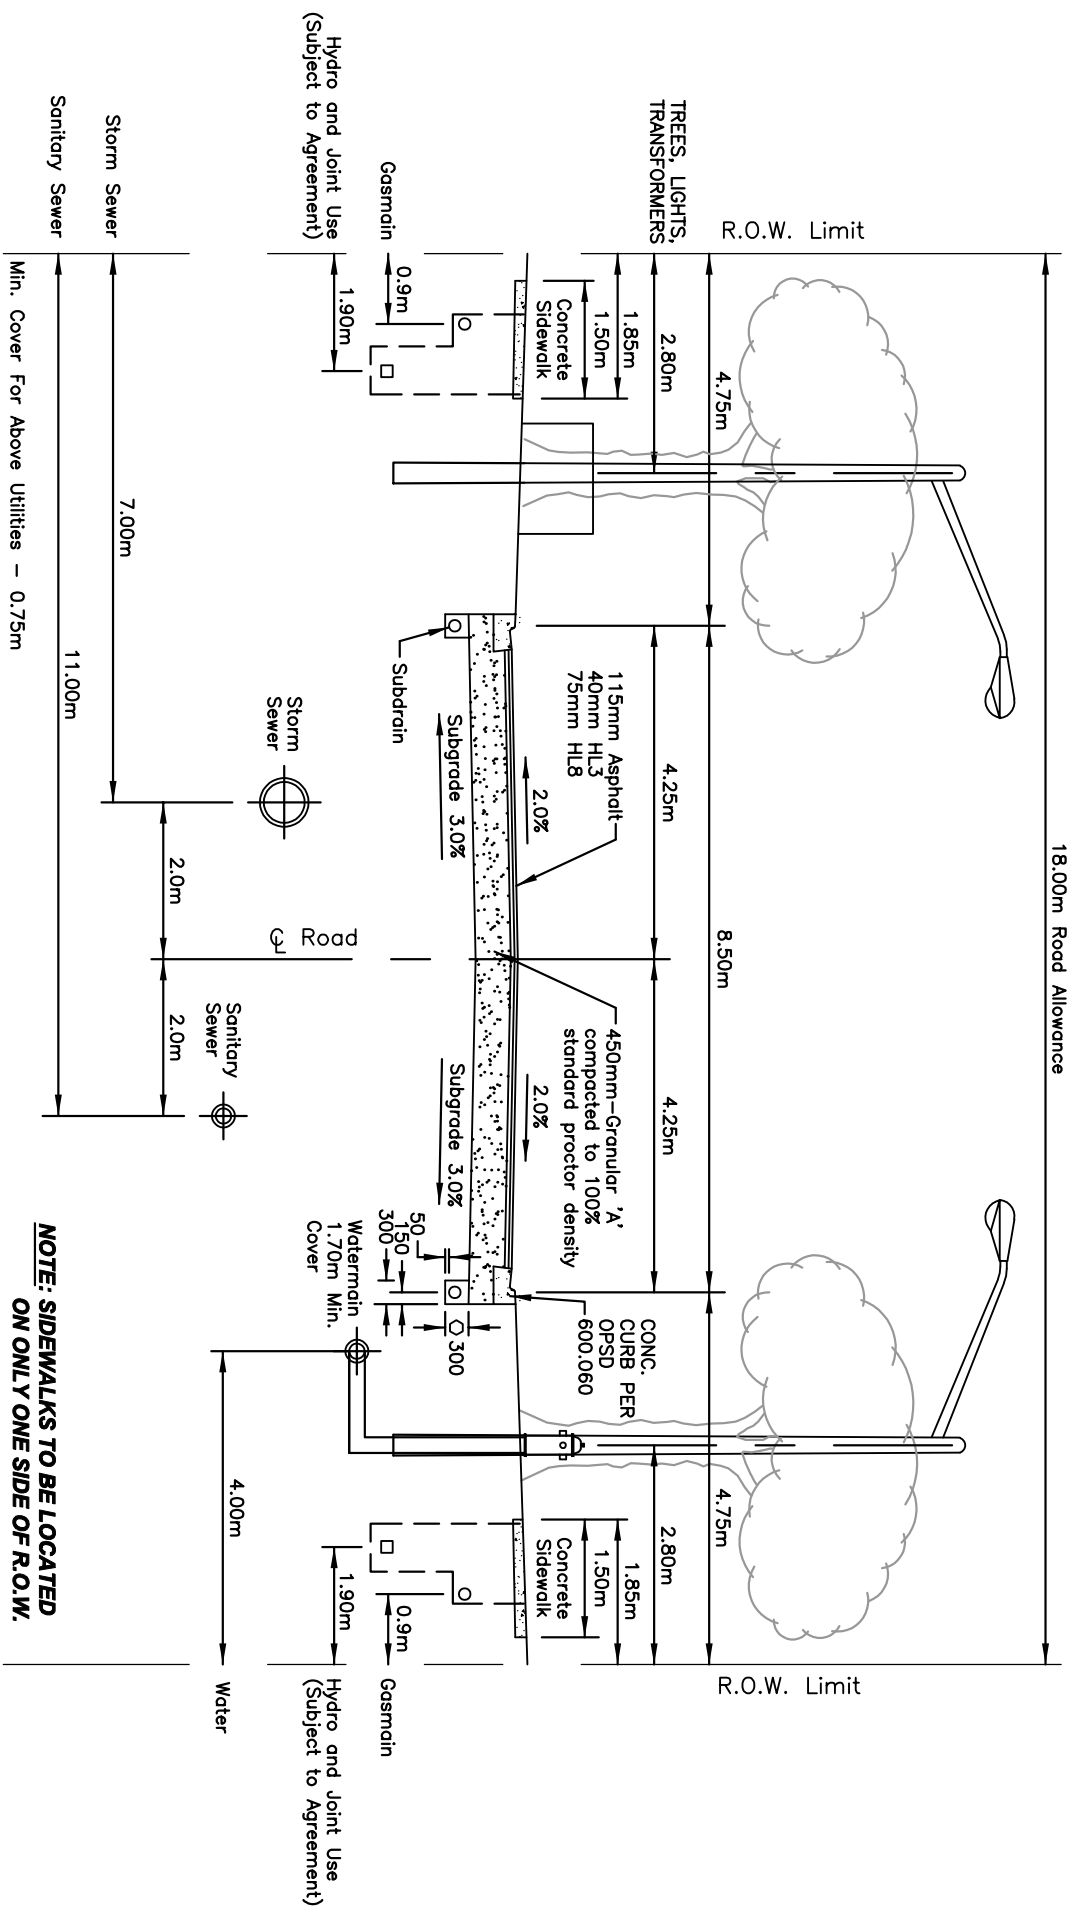 18.00m Road Allowance
R.O.W. Limit
R.O.W. Limit
4.75m
8.50m
4.75m
TREES, LIGHTS,
TRANSFORMERS
2.80m
4.25m
4.25m
2.80m
1.85m
1.50m
Concrete
Sidewalk
115mm Asphalt
40mm HL3
75mm HL8
450mm-Granular 'A'
compacted to 100%
standard proctor density
CONC.
CURB PER
OPSD
600.060
1.85m
1.50m
Concrete
Sidewalk
2.0%
2.0%
Subgrade 3.0%
Subgrade 3.0%
Gasmain
0.9m
Subdrain
50
150
300
300
0.9m
Gasmain
Hydro and Joint Use
(Subject to Agreement)
1.90m
Watermain
1.70m Min.
Cover
1.90m
Hydro and Joint Use
(Subject to Agreement)
Storm
Sewer
℄ Road
Sanitary
Sewer
4.00m
Water
2.0m
2.0m
Storm Sewer
7.00m
Sanitary Sewer
11.00m
Min. Cover For Above Utilities - 0.75m
NOTE: SIDEWALKS TO BE LOCATED
ON ONLY ONE SIDE OF R.O.W.